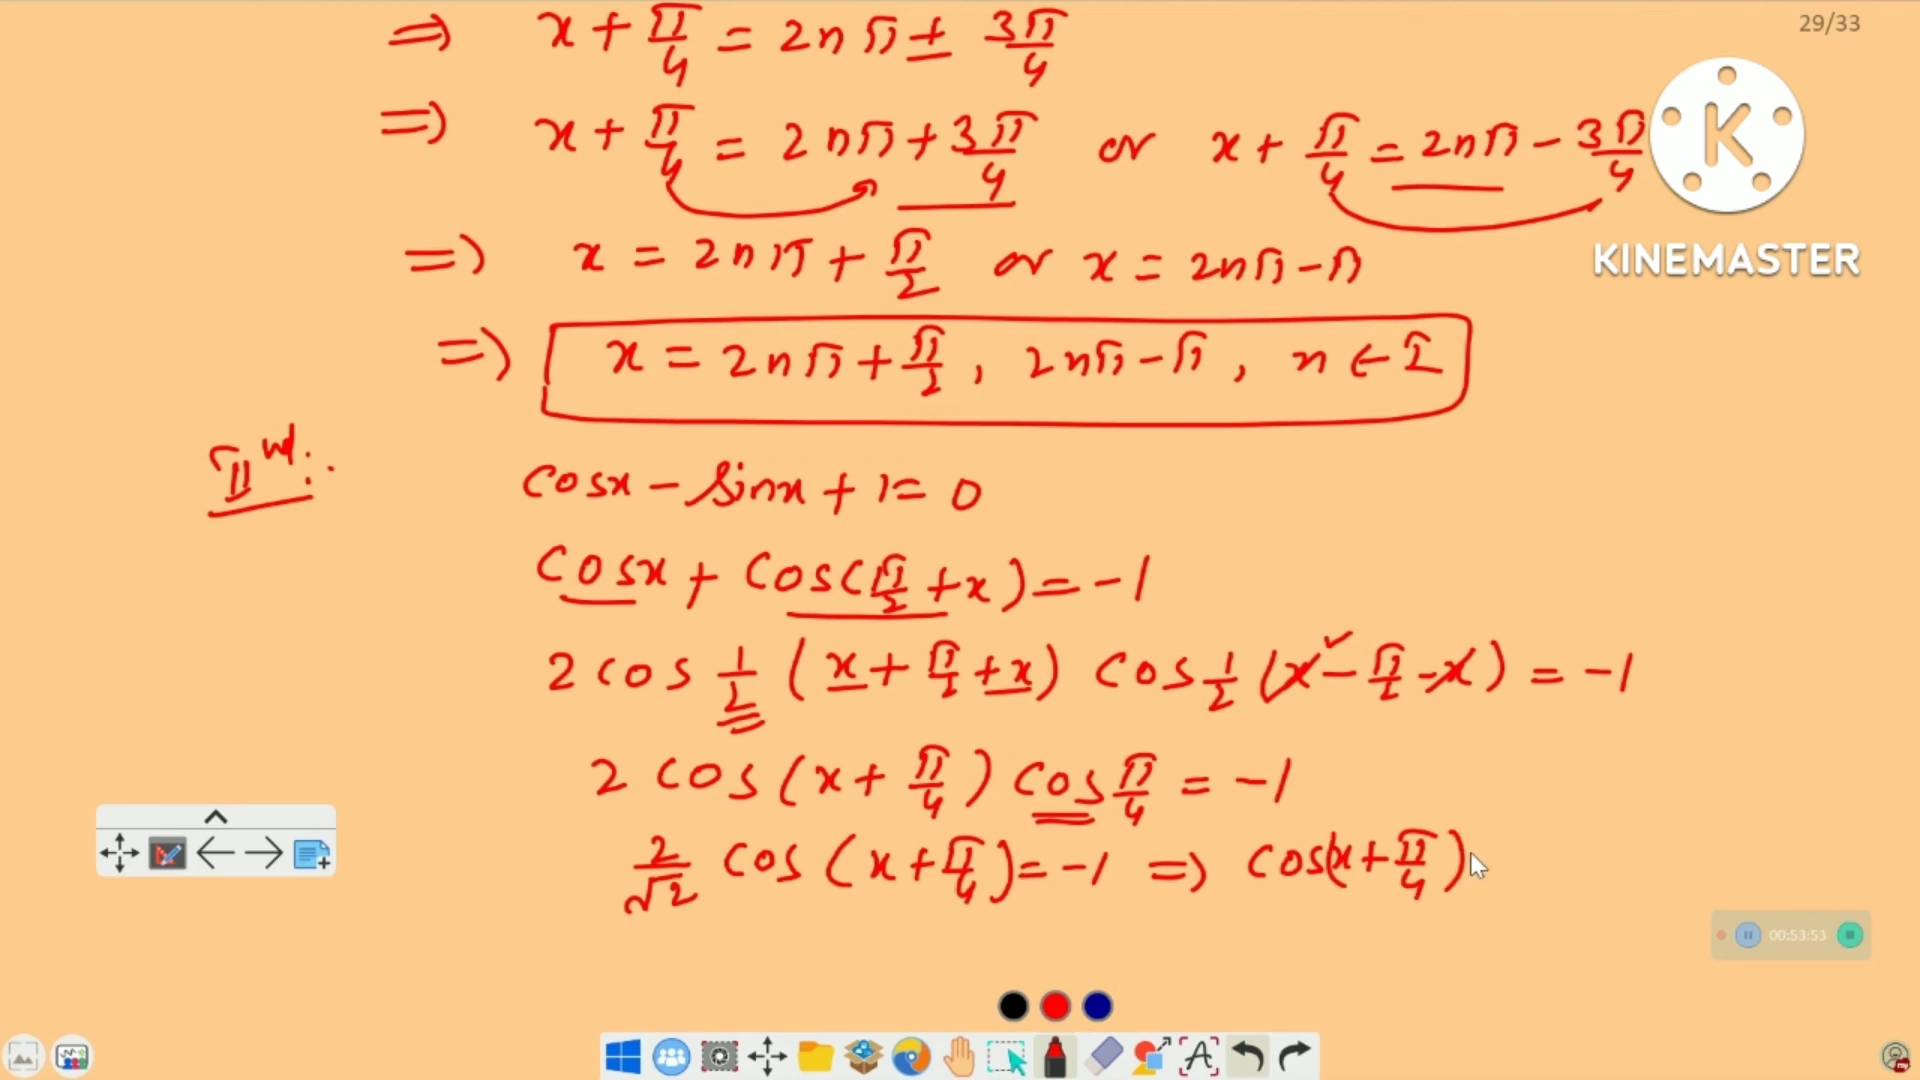 29/33
⇒ x + π/4 = 2nπ ± 3π/4
⇒ x + π/4 = 2nπ + 3π/4 or x + π/4 = 2nπ - 3π/4
KINEMASTER
⇒ x = 2nπ + π/2 or x = 2nπ - π
⇒ x = 2nπ + π/2, 2nπ - π, n ∈ I
IInd :.
cosx - sinx + 1 = 0
cosx + cos(π/2 + x) = -1
2 cos 1/2 (x + π/2 + x) cos 1/2 (x - π/2 - x) = -1
2 cos (x + π/4) cos π/4 = -1
2/√2 cos (x + π/4) = -1 ⇒ cos(x + π/4)
00:53:53